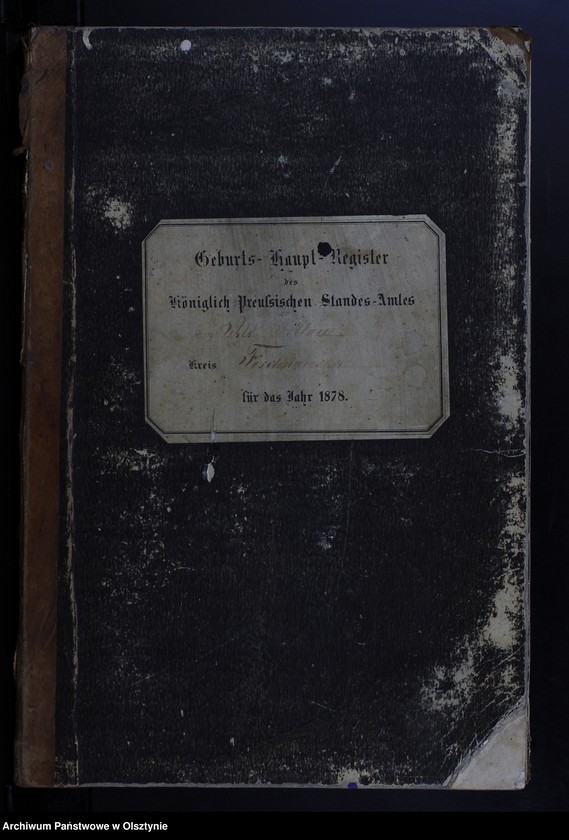 Geburts-Haupt-Register
des
Königlich Preußischen Standes-Amtes
Kreis
für das Jahr 1878.
Archiwum Państwowe w Olsztynie